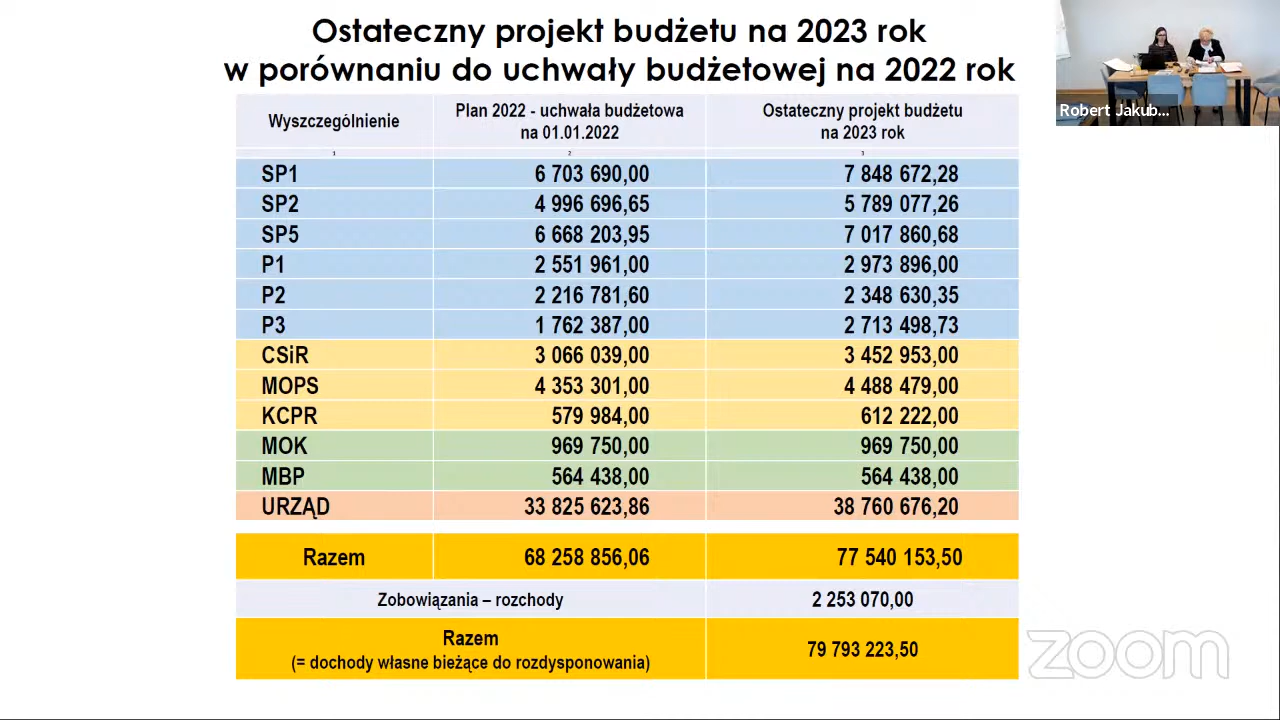 Ostateczny projekt budżetu na 2023 rok
w porównaniu do uchwały budżetowej na 2022 rok
Robert Jakub...
Wyszczególnienie
Plan 2022 - uchwała budżetowa
na 01.01.2022
Ostateczny projekt budżetu
na 2023 rok
1 2 3
SP1 6 703 690,00 7 848 672,28
SP2 4 996 696,65 5 789 077,26
SP5 6 668 203,95 7 017 860,68
P1 2 551 961,00 2 973 896,00
P2 2 216 781,60 2 348 630,35
P3 1 762 387,00 2 713 498,73
CSiR 3 066 039,00 3 452 953,00
MOPS 4 353 301,00 4 488 479,00
KCPR 579 984,00 612 222,00
MOK 969 750,00 969 750,00
MBP 564 438,00 564 438,00
URZĄD 33 825 623,86 38 760 676,20
Razem 68 258 856,06 77 540 153,50
Zobowiązania – rozchody 2 253 070,00
Razem
(= dochody własne bieżące do rozdysponowania)
79 793 223,50
zoom